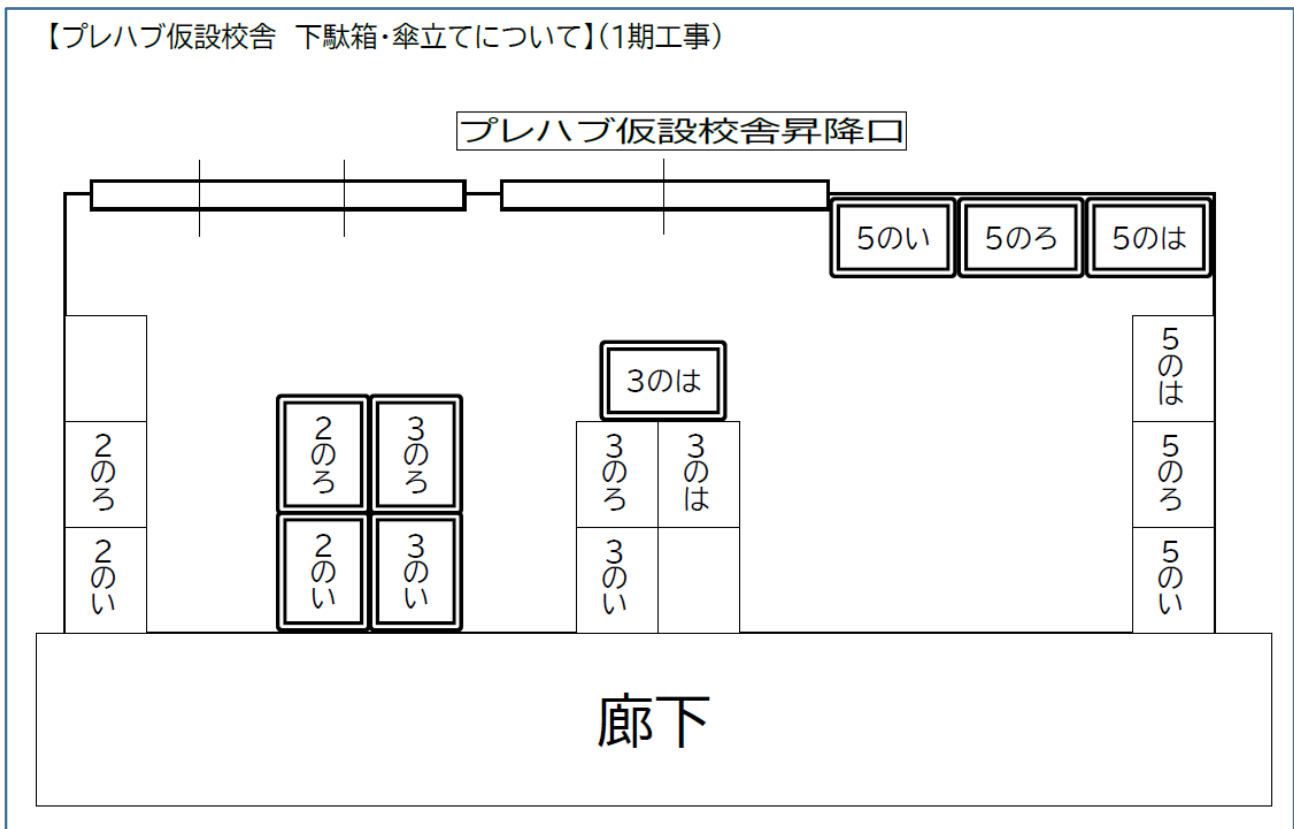 【プレハブ仮設校舎　下駄箱・傘立てについて】（1期工事）
プレハブ仮設校舎昇降口
5のい
5のろ
5のは
3のは
5のは
2のろ
3のろ
2のろ
3のろ
3のは
5のろ
2のい
2のい
3のい
3のい
5のい
廊下